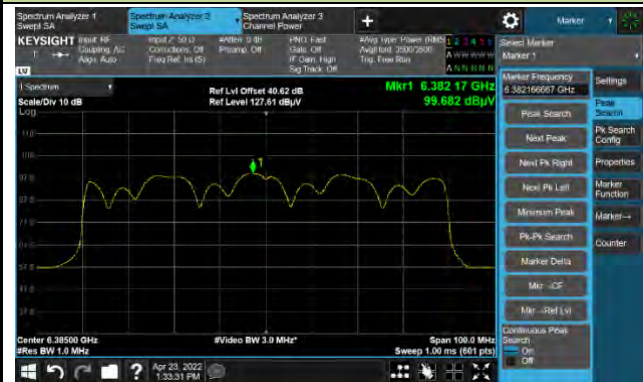 Spectrum Analyzer 1
Swept SA
Spectrum Analyzer 2
Swept SA
Spectrum Analyzer 3
Channel Power
+
Marker
KEYSIGHT
Input: RF
Coupling: AC
Align: Auto
Input Z: 50 Ω
Corrections: Off
Freq Ref: Int (S)
#Atten: 0 dB
Preamp: Off
PNO: Fast
Gate: Off
IF Gain: High
Sig Track: Off
#Avg Type: Power (RMS)
Avg|Hold: 3500/3500
Trig: Free Run
1 2 3 4 5 6
A W W W W W
A N N N N N
LV
Select Marker
Marker 1
1 Spectrum
Scale/Div 10 dB
Log
Ref Lvl Offset 40.62 dB
Ref Level 127.61 dBµV
Mkr1 6.382 17 GHz
99.682 dBµV
1
Marker Frequency
6.382166667 GHz
Peak Search
Next Peak
Next Pk Right
Next Pk Left
Minimum Peak
Pk-Pk Search
Marker Delta
Mkr→CF
Mkr→Ref Lvl
Continuous Peak
Search
On
Off
Settings
Peak
Search
Pk Search
Config
Properties
Marker
Function
Marker→
Counter
Center 6.38500 GHz
#Res BW 1.0 MHz
#Video BW 3.0 MHz*
Span 100.0 MHz
Sweep 1.00 ms (601 pts)
Apr 23, 2022
1:33:31 PM